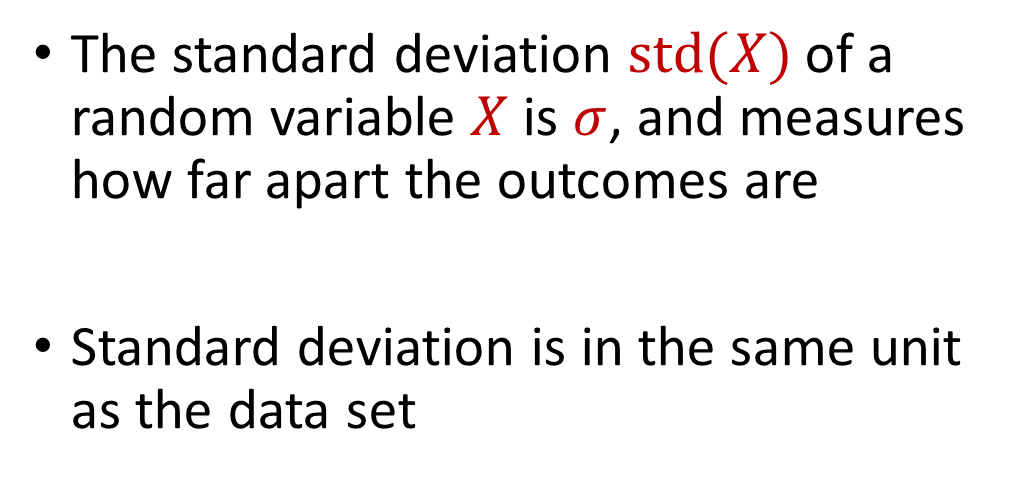 • The standard deviation std(X) of a
random variable X is σ, and measures
how far apart the outcomes are
• Standard deviation is in the same unit
as the data set